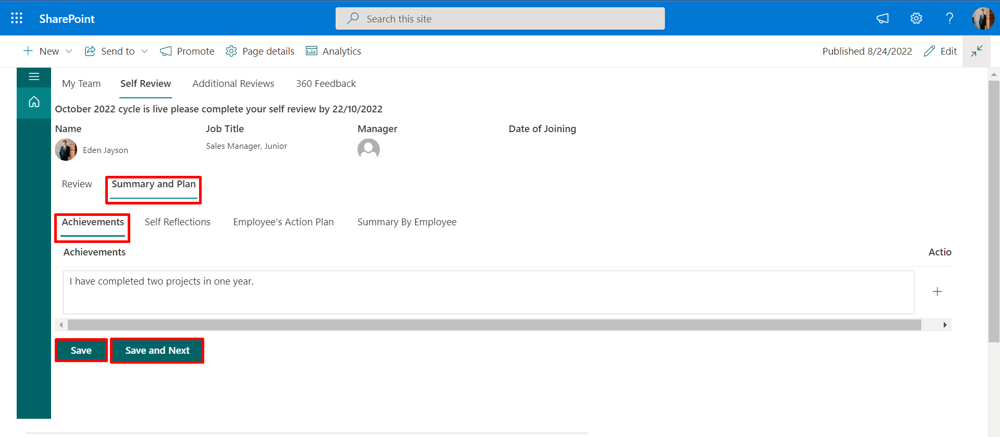 SharePoint
Search this site
New
Send to
Promote
Page details
Analytics
Published 8/24/2022
Edit
My Team
Self Review
Additional Reviews
360 Feedback
October 2022 cycle is live please complete your self review by 22/10/2022
Name
Job Title
Manager
Date of Joining
Eden Jayson
Sales Manager, Junior
Review
Summary and Plan
Achievements
Self Reflections
Employee's Action Plan
Summary By Employee
Achievements
Actio
I have completed two projects in one year.
Save
Save and Next